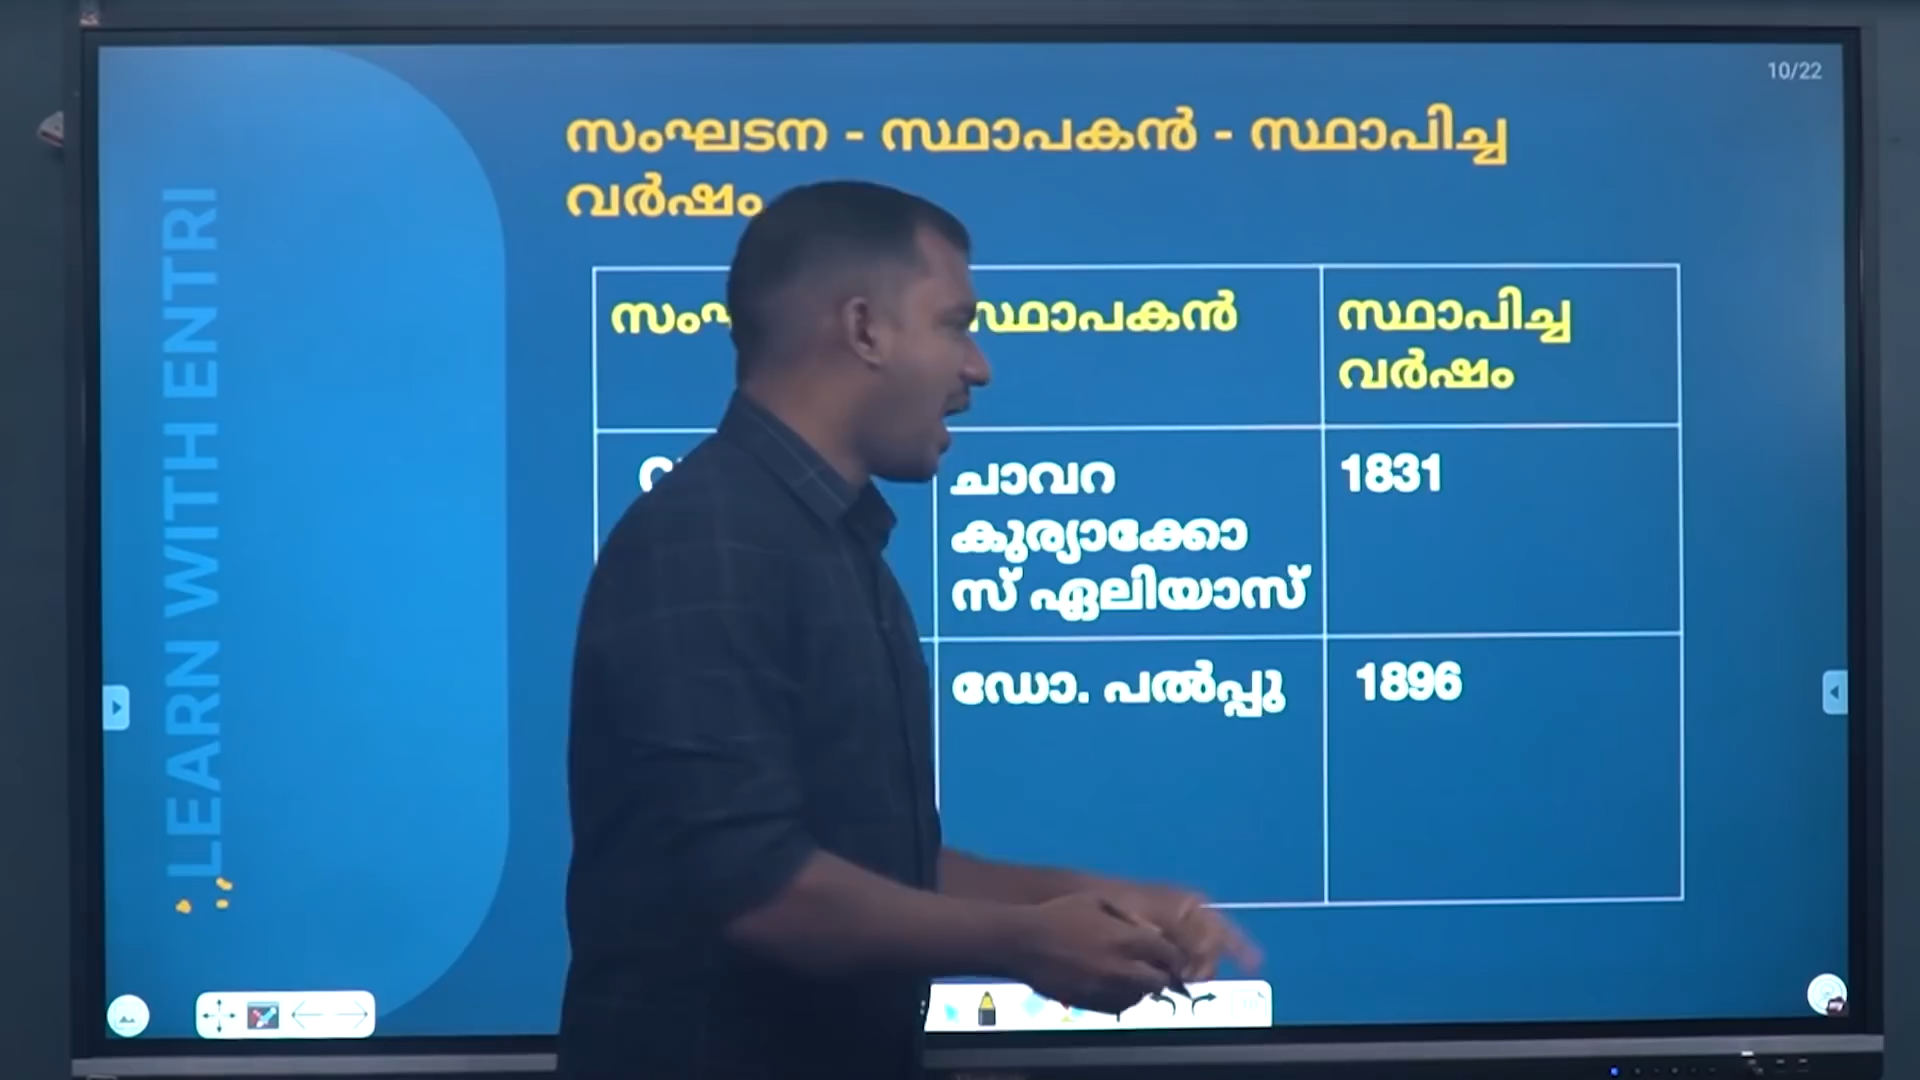 10/22
സംഘടന - സ്ഥാപകൻ - സ്ഥാപിച്ച
വർഷം
സ്ഥാപകൻ
സ്ഥാപിച്ച
വർഷം
ചാവറ
കുര്യാക്കോ
സ് ഏലിയാസ്
1831
ഡോ. പൽപ്പു
1896
LEARN WITH ENTRI